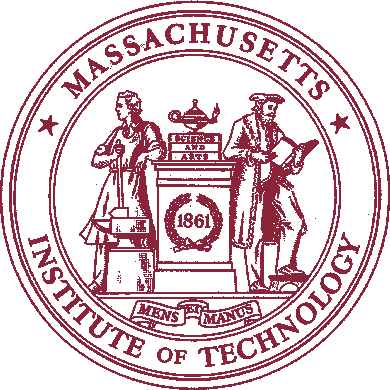 MASSACHUSETTS
SCIENCE
AND
ARTS
1861
MENS ET MANUS
INSTITUTE OF TECHNOLOGY